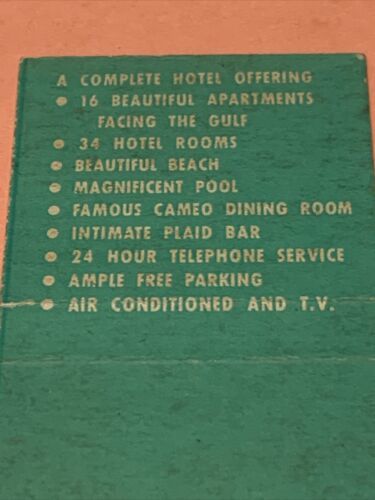 A COMPLETE HOTEL OFFERING
• 16 BEAUTIFUL APARTMENTS
FACING THE GULF
• 34 HOTEL ROOMS
• BEAUTIFUL BEACH
• MAGNIFICENT POOL
• FAMOUS CAMEO DINING ROOM
• INTIMATE PLAID BAR
• 24 HOUR TELEPHONE SERVICE
• AMPLE FREE PARKING
• AIR CONDITIONED AND T.V.